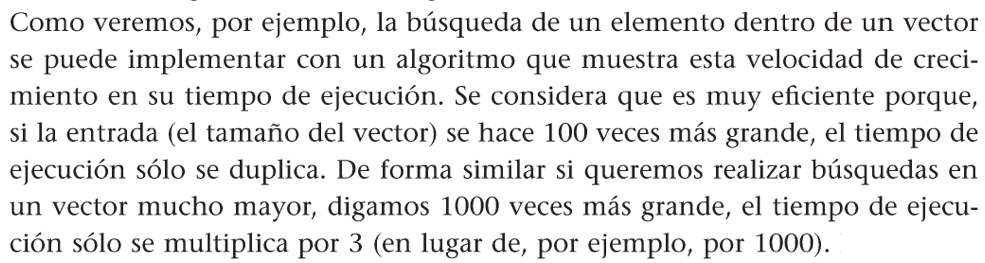 Como veremos, por ejemplo, la búsqueda de un elemento dentro de un vector
se puede implementar con un algoritmo que muestra esta velocidad de creci-
miento en su tiempo de ejecución. Se considera que es muy eficiente porque,
si la entrada (el tamaño del vector) se hace 100 veces más grande, el tiempo de
ejecución sólo se duplica. De forma similar si queremos realizar búsquedas en
un vector mucho mayor, digamos 1000 veces más grande, el tiempo de ejecu-
ción sólo se multiplica por 3 (en lugar de, por ejemplo, por 1000).